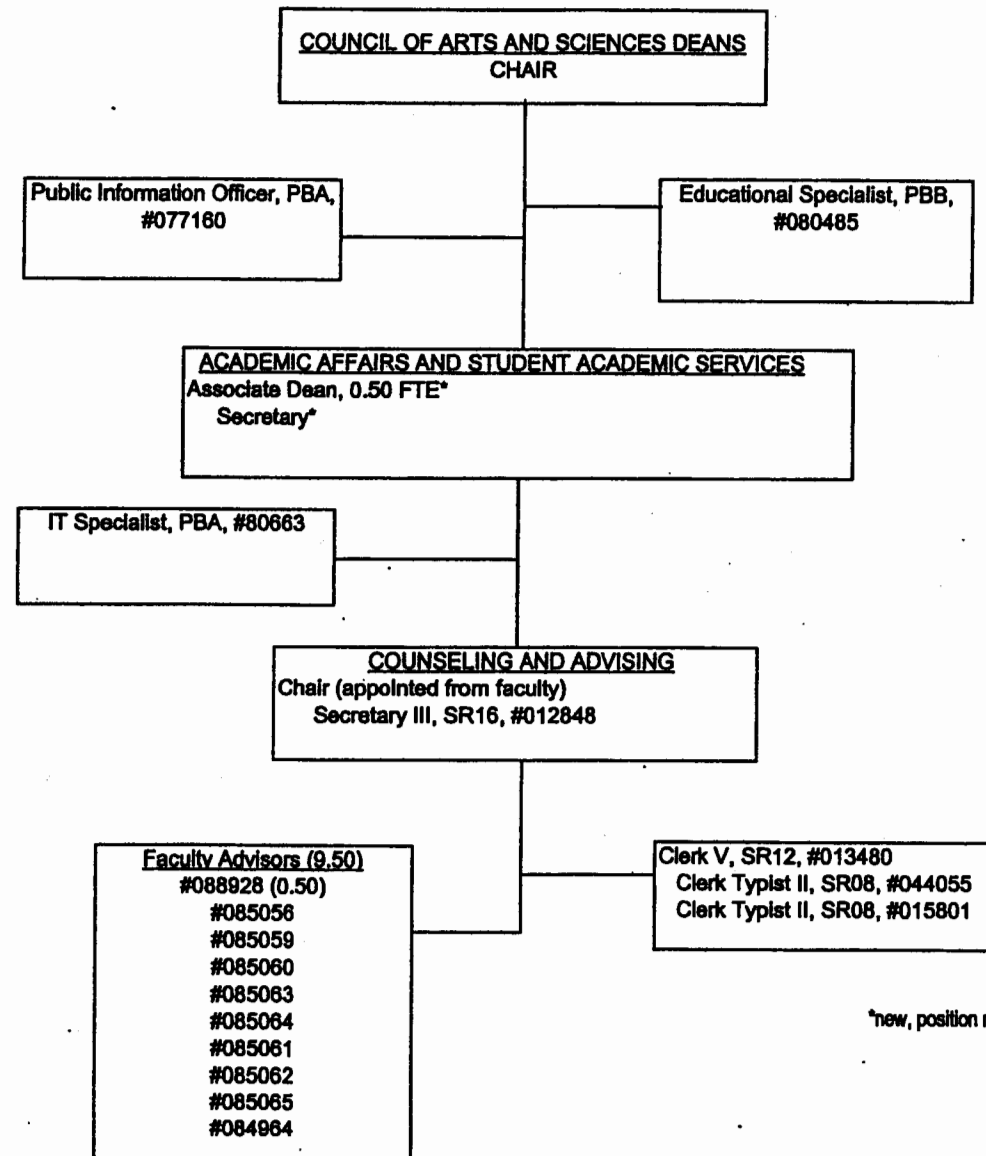 COUNCIL OF ARTS AND SCIENCES DEANS
CHAIR
Public Information Officer, PBA,
#077160
Educational Specialist, PBB,
#080485
ACADEMIC AFFAIRS AND STUDENT ACADEMIC SERVICES
Associate Dean, 0.50 FTE*
Secretary*
IT Specialist, PBA, #80663
COUNSELING AND ADVISING
Chair (appointed from faculty)
Secretary III, SR16, #012848
Faculty Advisors (9.50)
#088928 (0.50)
#085056
#085059
#085060
#085063
#085064
#085061
#085062
#085065
#084964
Clerk V, SR12, #013480
Clerk Typist II, SR08, #044055
Clerk Typist II, SR08, #015801
*new, position